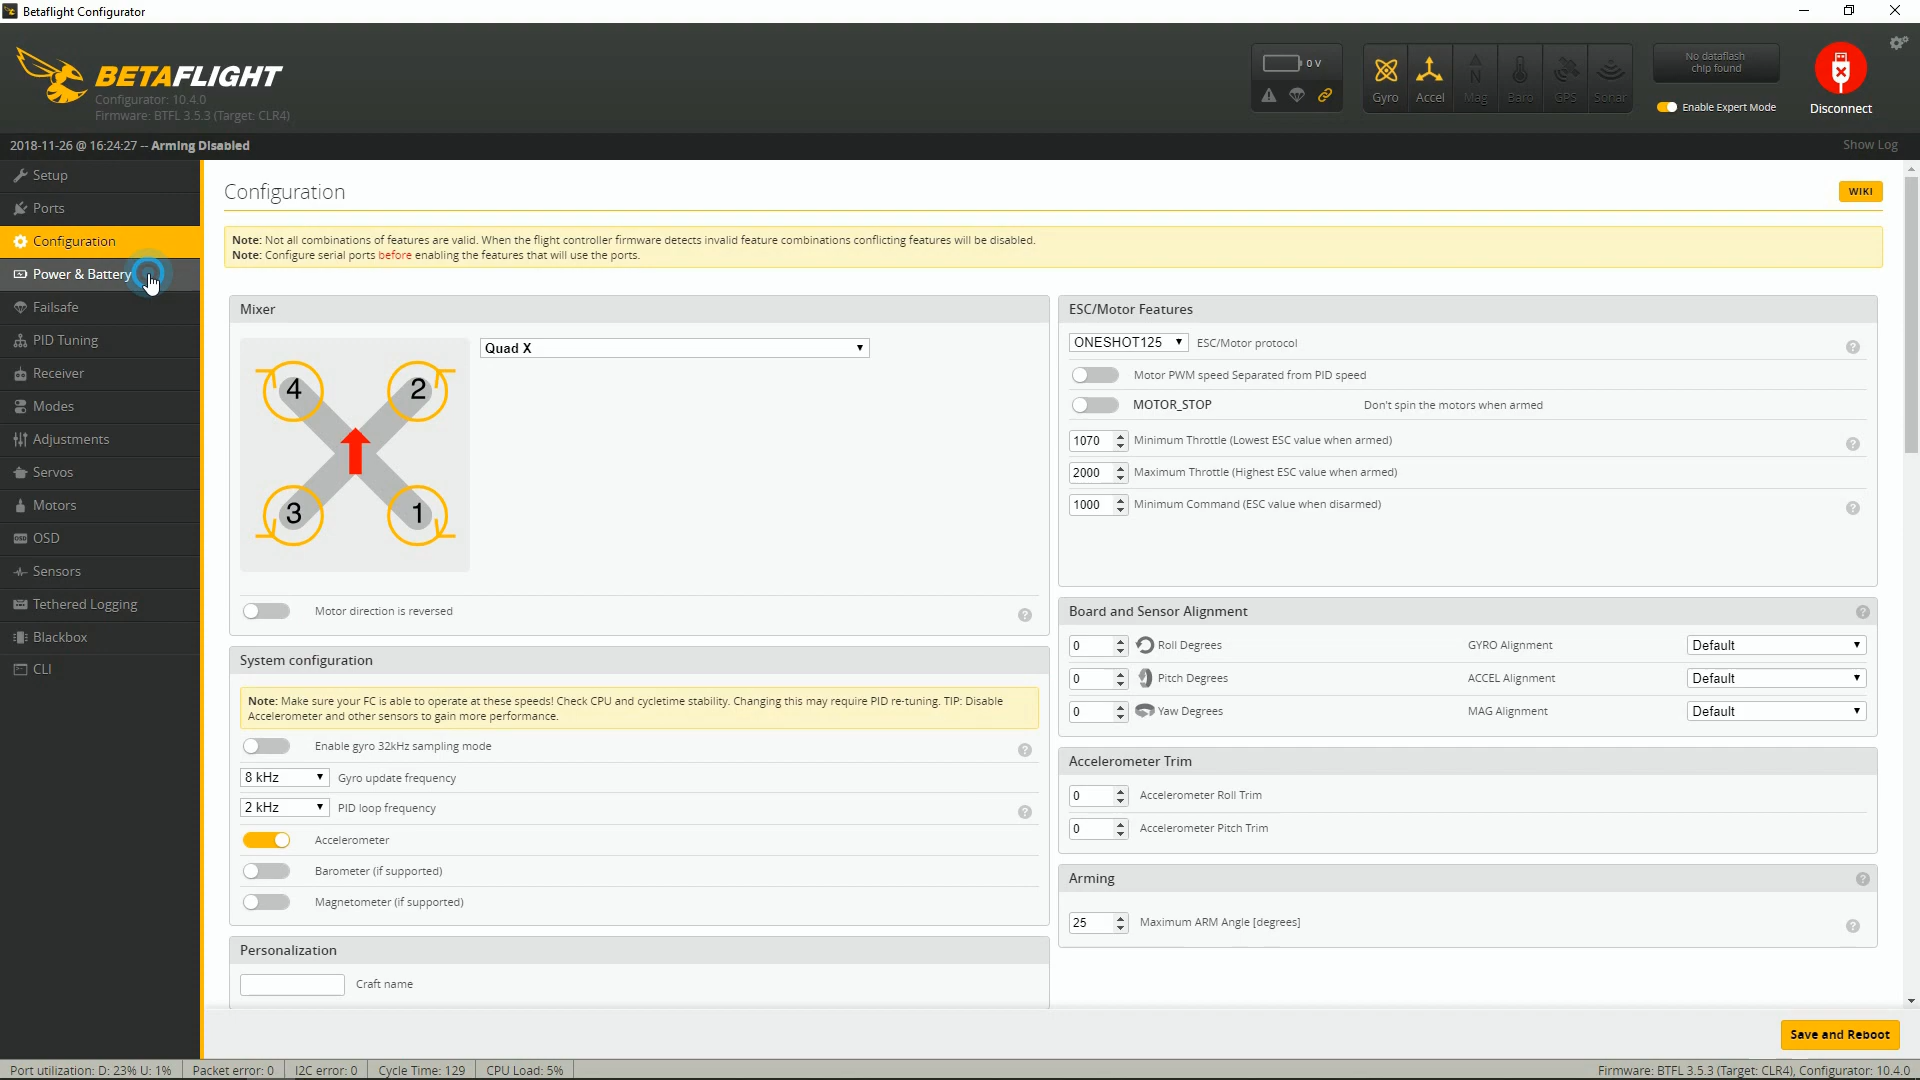 Betaflight Configurator
BETAFLIGHT
Configurator: 10.4.0
Firmware: BTFL 3.5.3 (Target: CLR4)
0 V
Gyro
Accel
Mag
Baro
GPS
Sonar
No dataflash
chip found
Enable Expert Mode
Disconnect
2018-11-26 @ 16:24:27 -- Arming Disabled
Show Log
Setup
Ports
Configuration
Power & Battery
Failsafe
PID Tuning
Receiver
Modes
Adjustments
Servos
Motors
OSD
Sensors
Tethered Logging
Blackbox
CLI
Configuration
WIKI
Note: Not all combinations of features are valid. When the flight controller firmware detects invalid feature combinations conflicting features will be disabled.
Note: Configure serial ports before enabling the features that will use the ports.
Mixer
Quad X
4
2
3
1
Motor direction is reversed
System configuration
Note: Make sure your FC is able to operate at these speeds! Check CPU and cycletime stability. Changing this may require PID re-tuning. TIP: Disable
Accelerometer and other sensors to gain more performance.
Enable gyro 32kHz sampling mode
8 kHz Gyro update frequency
2 kHz PID loop frequency
Accelerometer
Barometer (if supported)
Magnetometer (if supported)
Personalization
Craft name
ESC/Motor Features
ONESHOT125 ESC/Motor protocol
Motor PWM speed Separated from PID speed
MOTOR_STOP Don't spin the motors when armed
1070 Minimum Throttle (Lowest ESC value when armed)
2000 Maximum Throttle (Highest ESC value when armed)
1000 Minimum Command (ESC value when disarmed)
Board and Sensor Alignment
0 Roll Degrees GYRO Alignment Default
0 Pitch Degrees ACCEL Alignment Default
0 Yaw Degrees MAG Alignment Default
Accelerometer Trim
0 Accelerometer Roll Trim
0 Accelerometer Pitch Trim
Arming
25 Maximum ARM Angle [degrees]
Save and Reboot
Port utilization: D: 23% U: 1% Packet error: 0 I2C error: 0 Cycle Time: 129 CPU Load: 5% Firmware: BTFL 3.5.3 (Target: CLR4), Configurator: 10.4.0